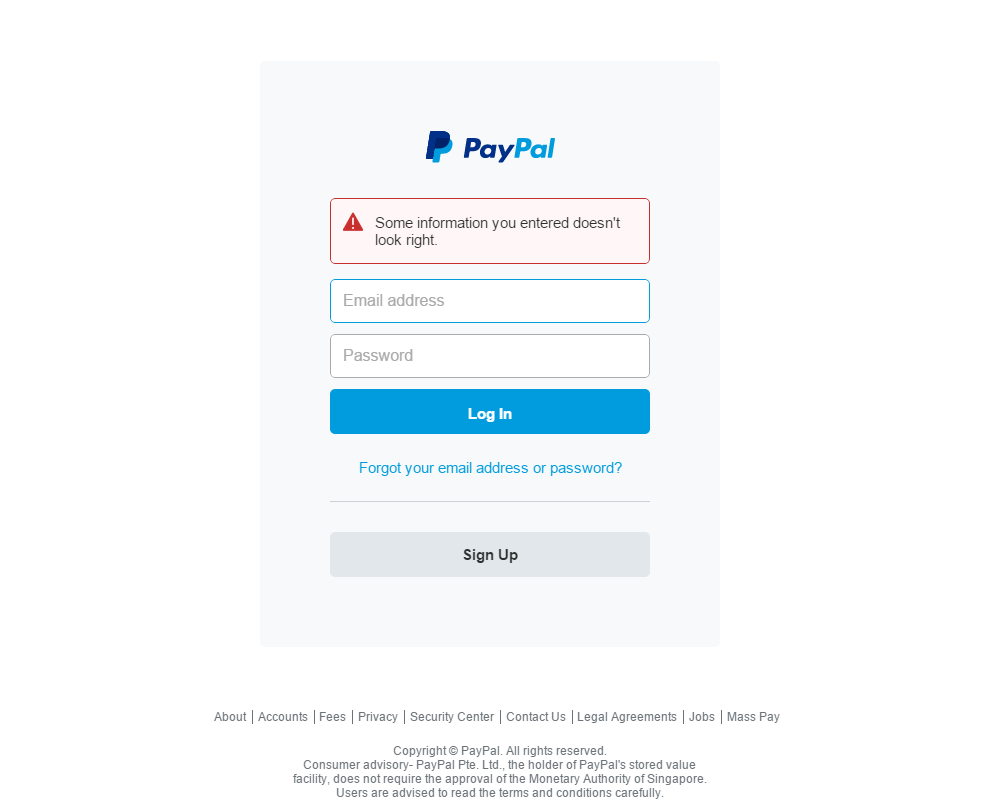 PayPal
Some information you entered doesn't
look right.
Email address
Password
Log In
Forgot your email address or password?
Sign Up
About | Accounts | Fees | Privacy | Security Center | Contact Us | Legal Agreements | Jobs | Mass Pay
Copyright © PayPal. All rights reserved.
Consumer advisory- PayPal Pte. Ltd., the holder of PayPal's stored value
facility, does not require the approval of the Monetary Authority of Singapore.
Users are advised to read the terms and conditions carefully.